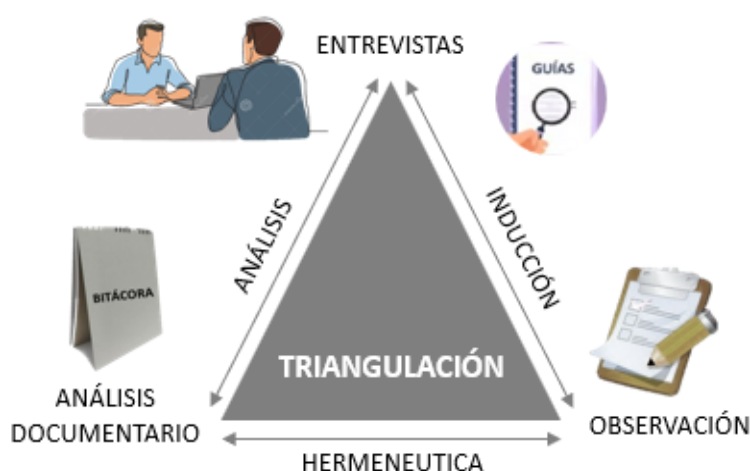 ENTREVISTAS
GUÍAS
ANÁLISIS
INDUCCIÓN
BITÁCORA
TRIANGULACIÓN
ANÁLISIS
DOCUMENTARIO
OBSERVACIÓN
HERMENEUTICA